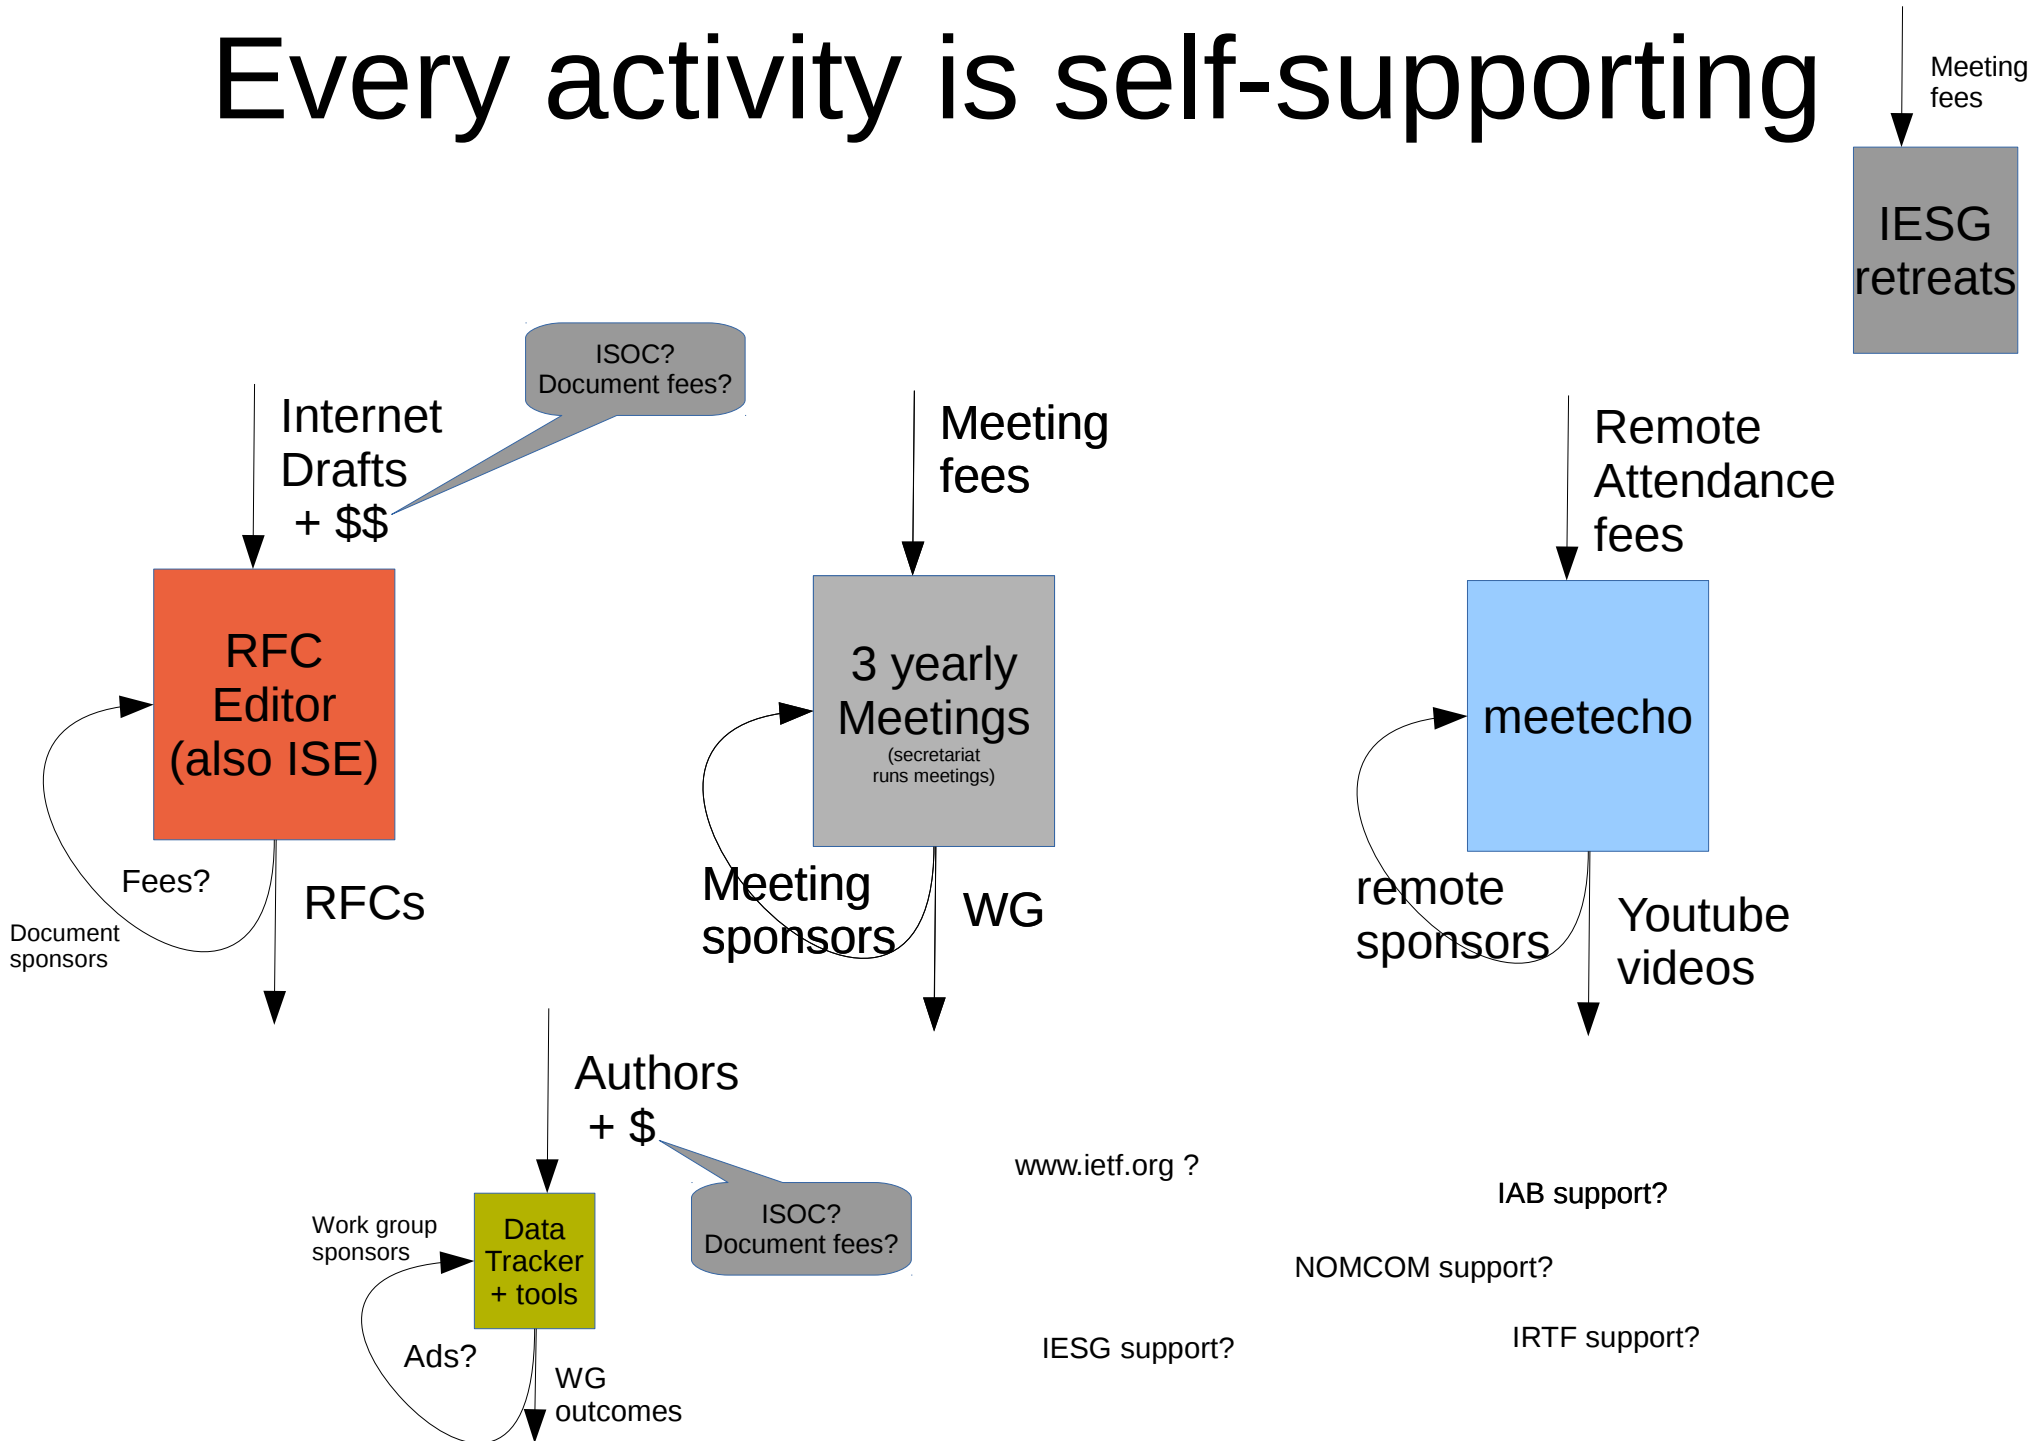 Every activity is self-supporting
Meeting
fees
IESG
retreats
ISOC?
Document fees?
Internet
Drafts
+ $$
Meeting
fees
Remote
Attendance
fees
RFC
Editor
(also ISE)
3 yearly
Meetings
(secretariat
runs meetings)
meetecho
Fees?
Document
sponsors
RFCs
Meeting
sponsors
WG
remote
sponsors
Youtube
videos
Authors
+ $
ISOC?
Document fees?
Work group
sponsors
Data
Tracker
+ tools
Ads?
WG
outcomes
www.ietf.org ?
IAB support?
NOMCOM support?
IESG support?
IRTF support?